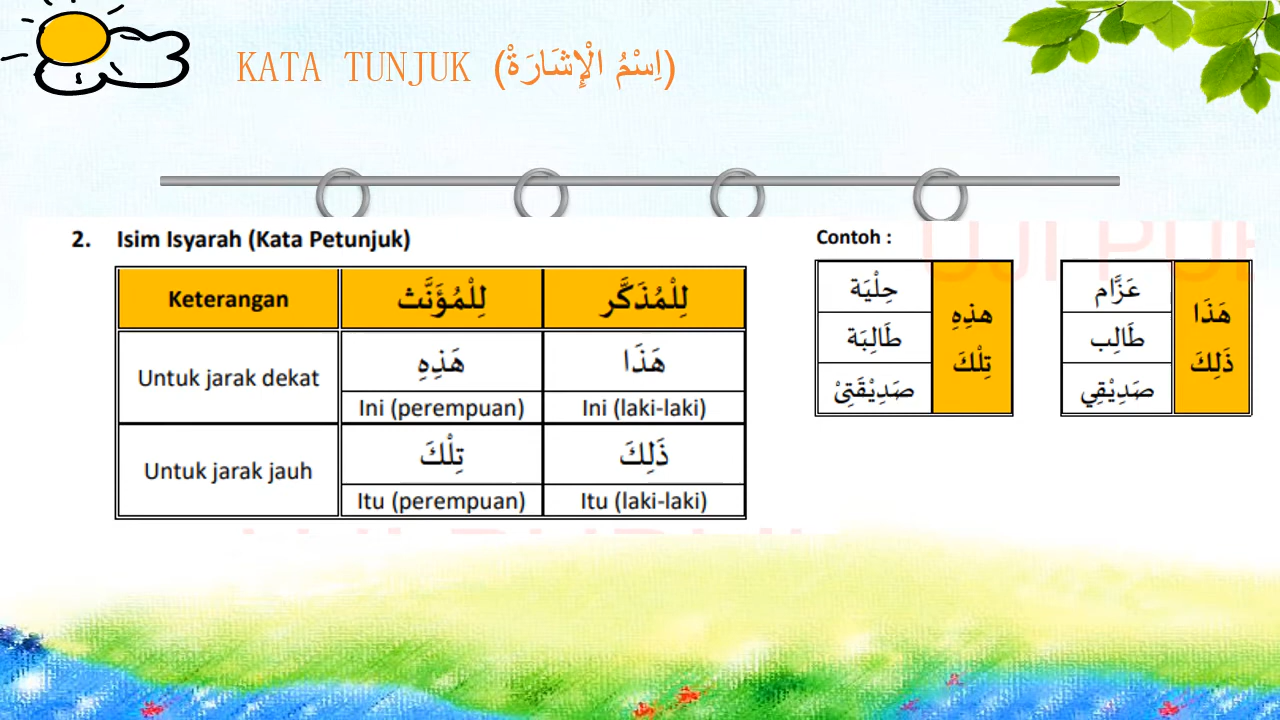 KATA TUNJUK (اِسْمُ الْإِشَارَةْ)
2. Isim Isyarah (Kata Petunjuk)
Keterangan لِلْمُؤَنَّث لِلْمُذَكَّر
Untuk jarak dekat هَذِهِ هَذَا
Ini (perempuan) Ini (laki-laki)
Untuk jarak jauh تِلْكَ ذَلِكَ
Itu (perempuan) Itu (laki-laki)
Contoh :
حِلْيَة
طَالِبَة
صَدِيْقَتِيْ
هذِهِ
تِلْكَ
عَزَّام
طَالِب
صَدِيْقِي
هَذَا
ذَلِكَ